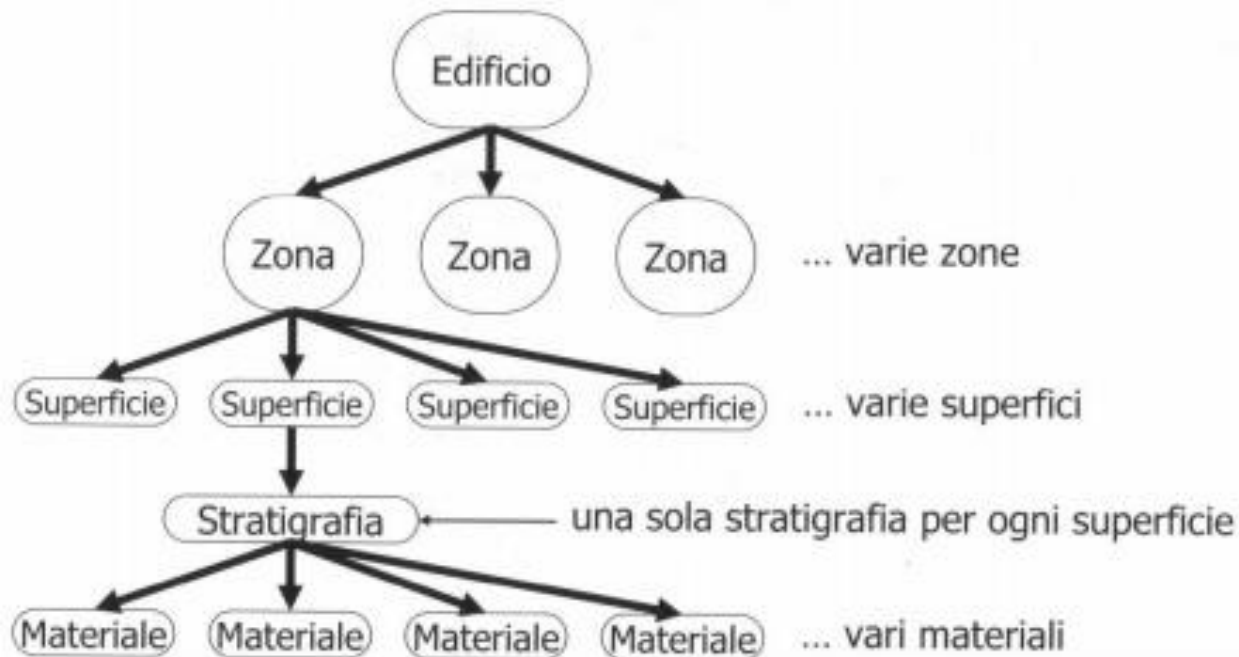 Edificio
Zona Zona Zona ... varie zone
Superficie Superficie Superficie Superficie ... varie superfici
Stratigrafia una sola stratigrafia per ogni superficie
Materiale Materiale Materiale Materiale ... vari materiali